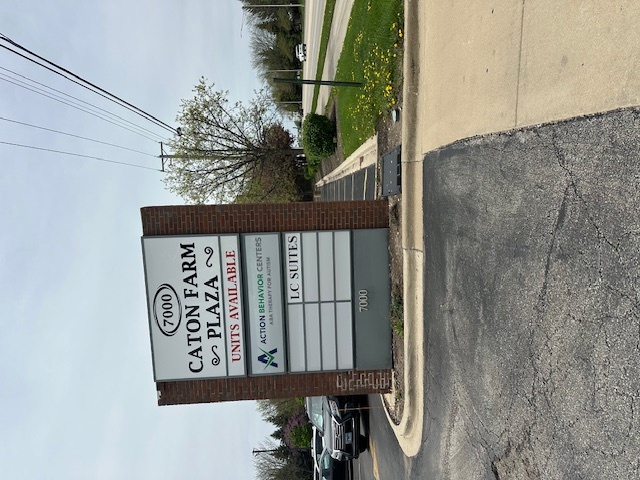 7000
CATON FARM
PLAZA
UNITS AVAILABLE
ACTION BEHAVIOR CENTERS
ABA THERAPY FOR AUTISM
LC SUITES
7000